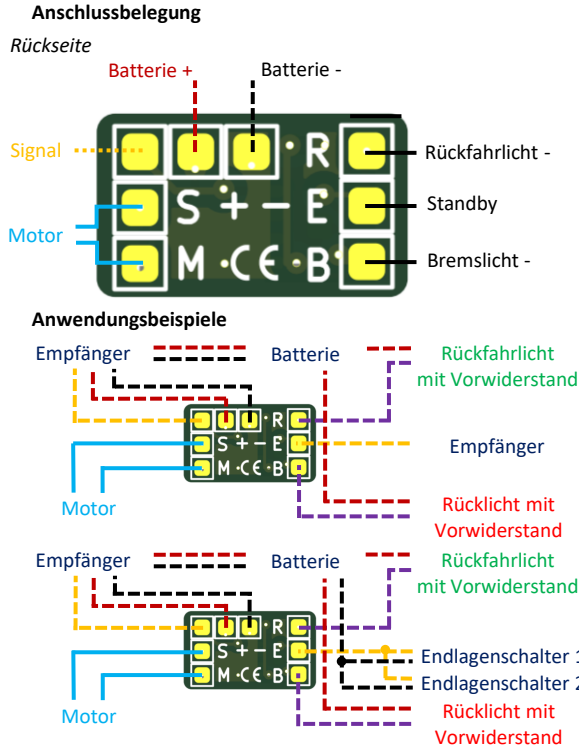 Anschlussbelegung
Rückseite
Batterie +
Batterie -
Signal
R
Rückfahrlicht -
Motor
S + - E
Standby
M CE B
Bremslicht -
Anwendungsbeispiele
Empfänger
Batterie
Rückfahrlicht
mit Vorwiderstand
R
S + - E
Empfänger
M CE B
Motor
Rücklicht mit
Vorwiderstand
Empfänger
Batterie
Rückfahrlicht
mit Vorwiderstand
R
S + - E
Endlagenschalter 1
M CE B
Endlagenschalter 2
Motor
Rücklicht mit
Vorwiderstand